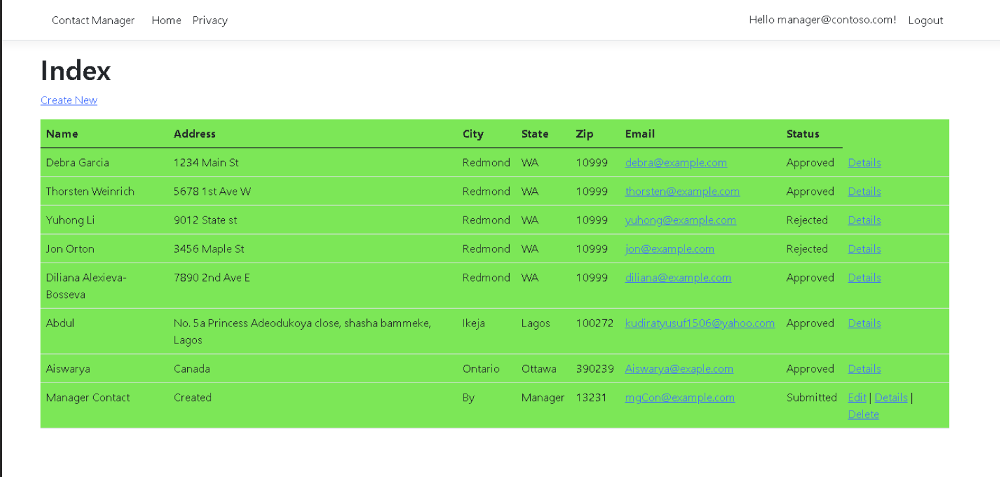 Contact Manager Home Privacy Hello manager@contoso.com! Logout
Index
Create New
Name Address City State Zip Email Status
Debra Garcia 1234 Main St Redmond WA 10999 debra@example.com Approved Details
Thorsten Weinrich 5678 1st Ave W Redmond WA 10999 thorsten@example.com Approved Details
Yuhong Li 9012 State st Redmond WA 10999 yuhong@example.com Rejected Details
Jon Orton 3456 Maple St Redmond WA 10999 jon@example.com Rejected Details
Diliana Alexieva- 7890 2nd Ave E Redmond WA 10999 diliana@example.com Approved Details
Bosseva
Abdul No. 5a Princess Adeodukoya close, shasha bammeke, Ikeja Lagos 100272 kudiratyusuf1506@yahoo.com Approved Details
Lagos
Aiswarya Canada Ontario Ottawa 390239 Aiswarya@exaple.com Approved Details
Manager Contact Created By Manager 13231 mgCon@example.com Submitted Edit | Details |
Delete